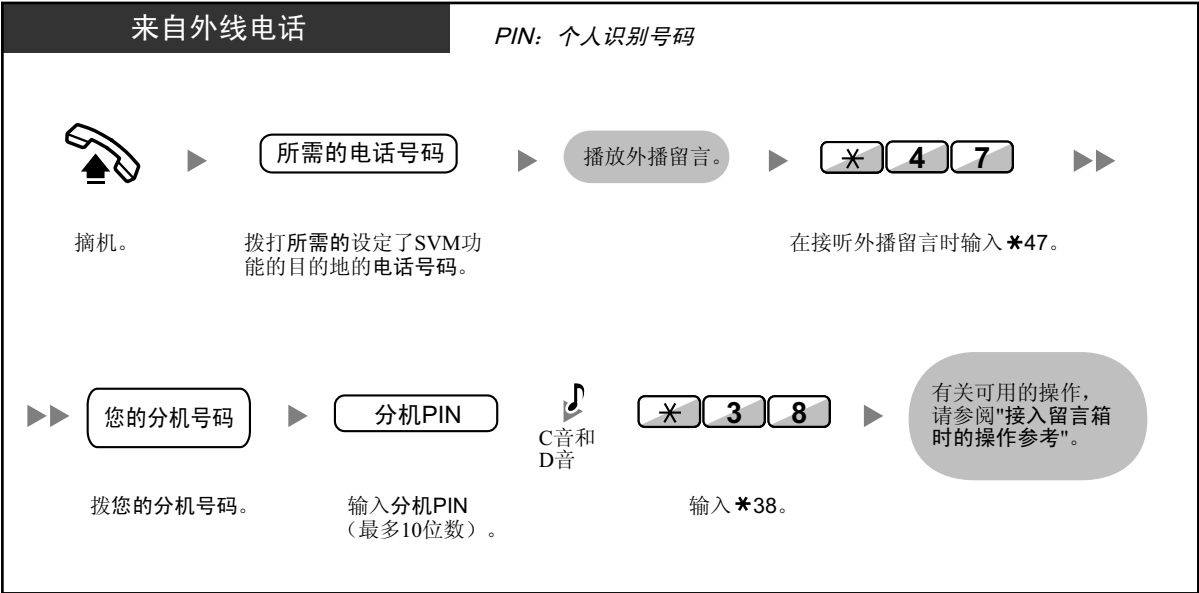 来自外线电话
PIN：个人识别号码
所需的电话号码
播放外播留言。
* 4 7
摘机。
拨打所需的设定了SVM功
能的目的地的电话号码。
在接听外播留言时输入*47。
您的分机号码
分机PIN
C音和
D音
* 3 8
有关可用的操作，
请参阅"接入留言箱
时的操作参考"。
拨您的分机号码。
输入分机PIN
（最多10位数）。
输入*38。